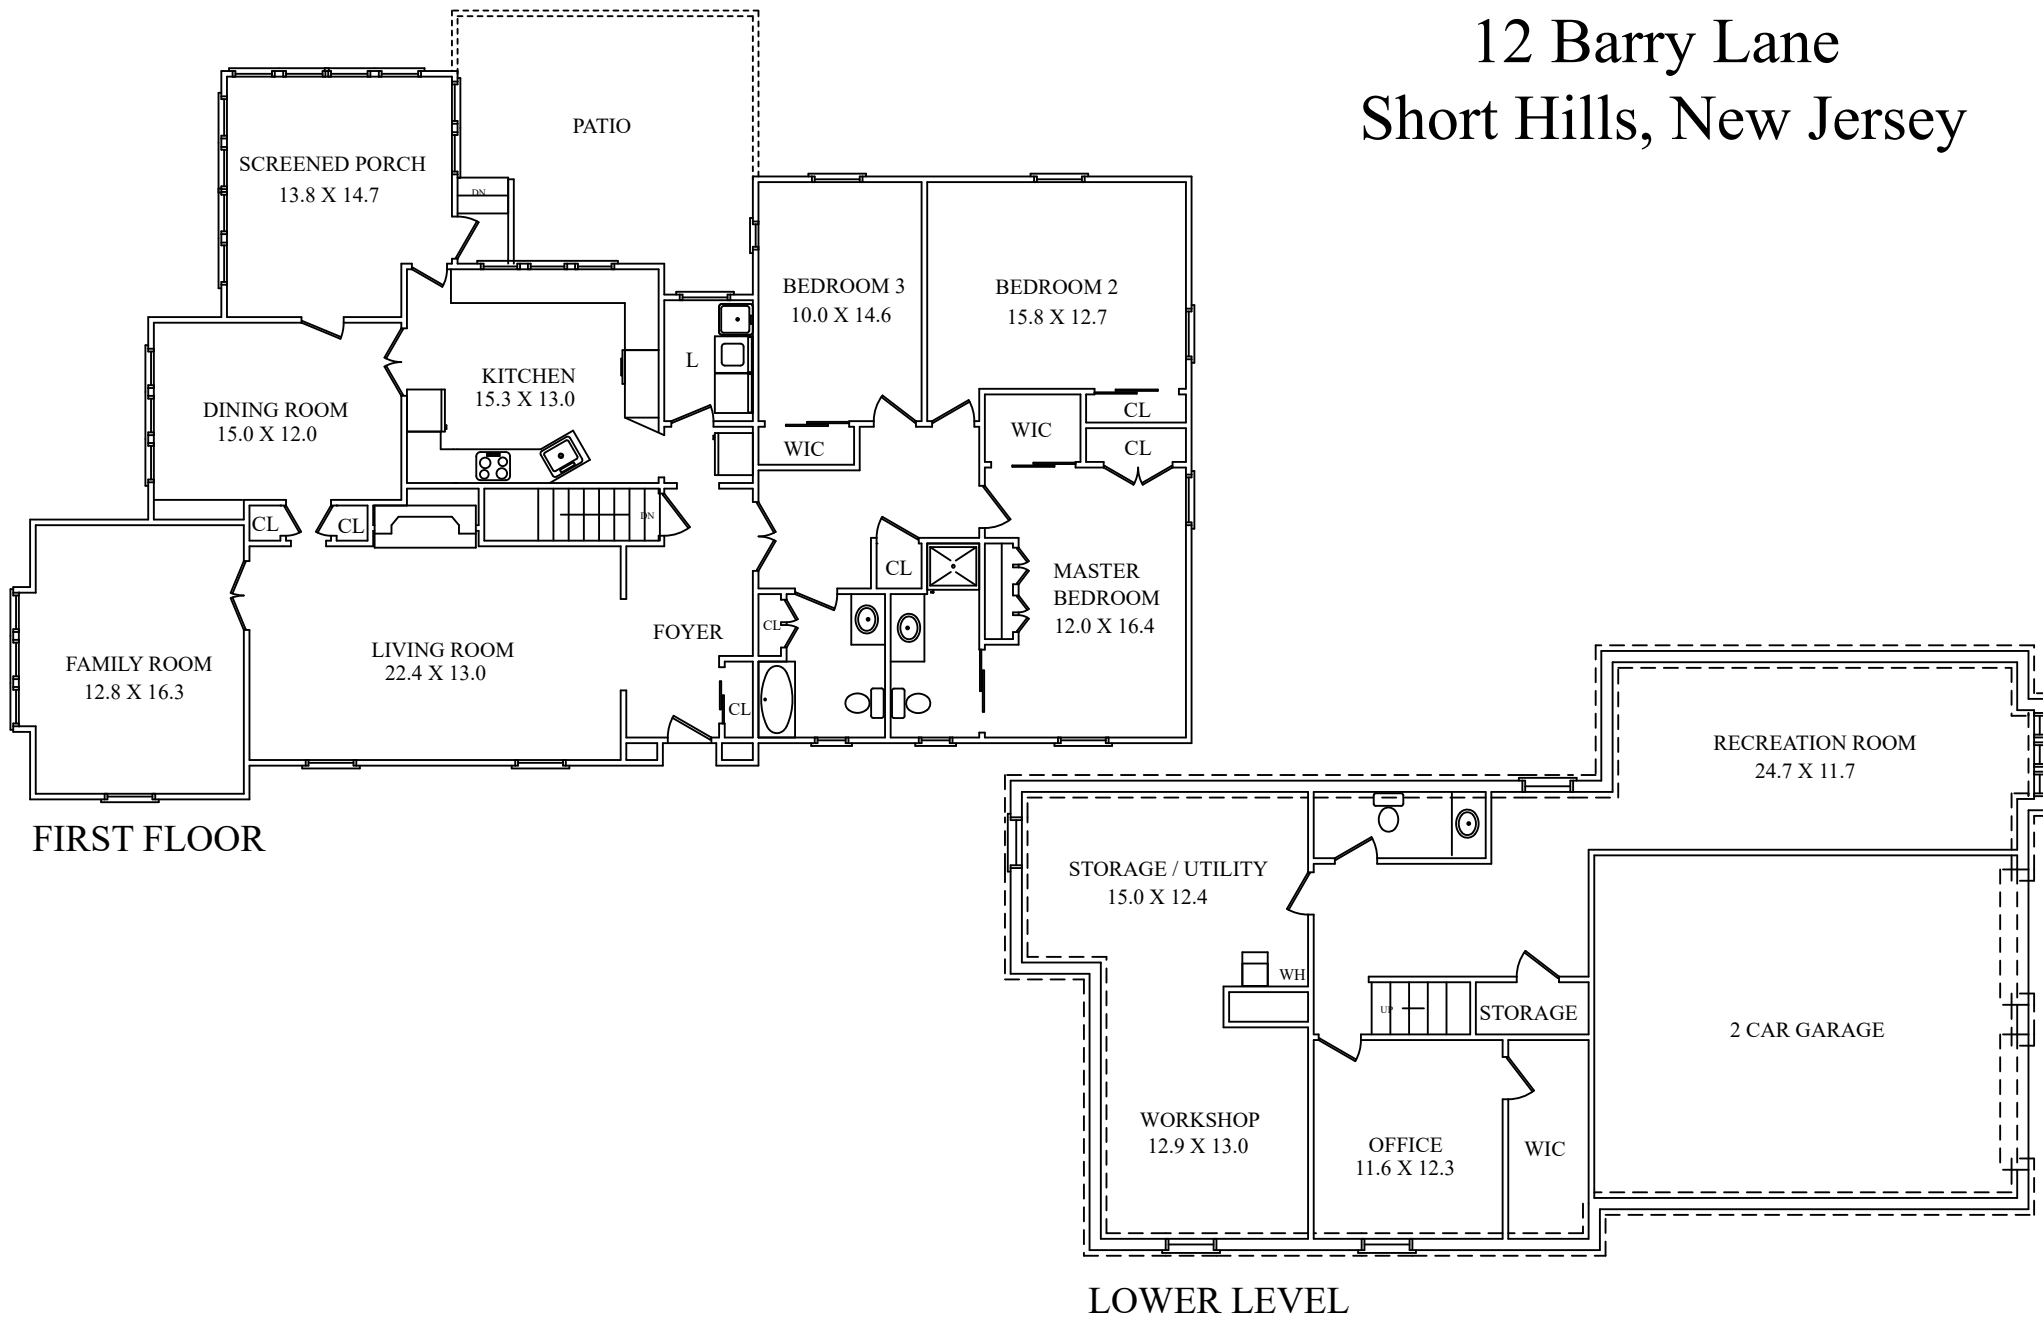 12 Barry Lane
Short Hills, New Jersey
PATIO
SCREENED PORCH
13.8 X 14.7
DN
BEDROOM 3
10.0 X 14.6
BEDROOM 2
15.8 X 12.7
L
KITCHEN
15.3 X 13.0
DINING ROOM
15.0 X 12.0
CL
WIC
WIC
CL
CL
CL
DN
CL
MASTER
BEDROOM
12.0 X 16.4
CL
FOYER
LIVING ROOM
22.4 X 13.0
FAMILY ROOM
12.8 X 16.3
CL
FIRST FLOOR
RECREATION ROOM
24.7 X 11.7
STORAGE / UTILITY
15.0 X 12.4
WH
UP
STORAGE
2 CAR GARAGE
WORKSHOP
12.9 X 13.0
OFFICE
11.6 X 12.3
WIC
LOWER LEVEL